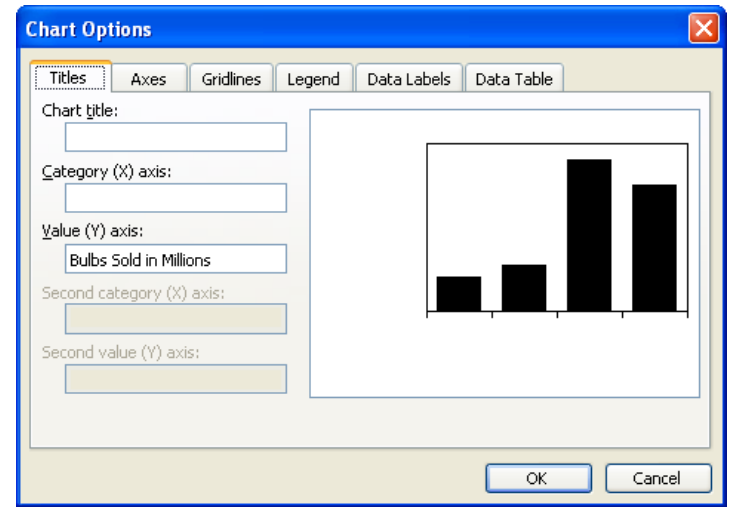 Chart Options
Titles Axes Gridlines Legend Data Labels Data Table
Chart title:
Category (X) axis:
Value (Y) axis:
Bulbs Sold in Millions
Second category (X) axis:
Second value (Y) axis:
OK Cancel